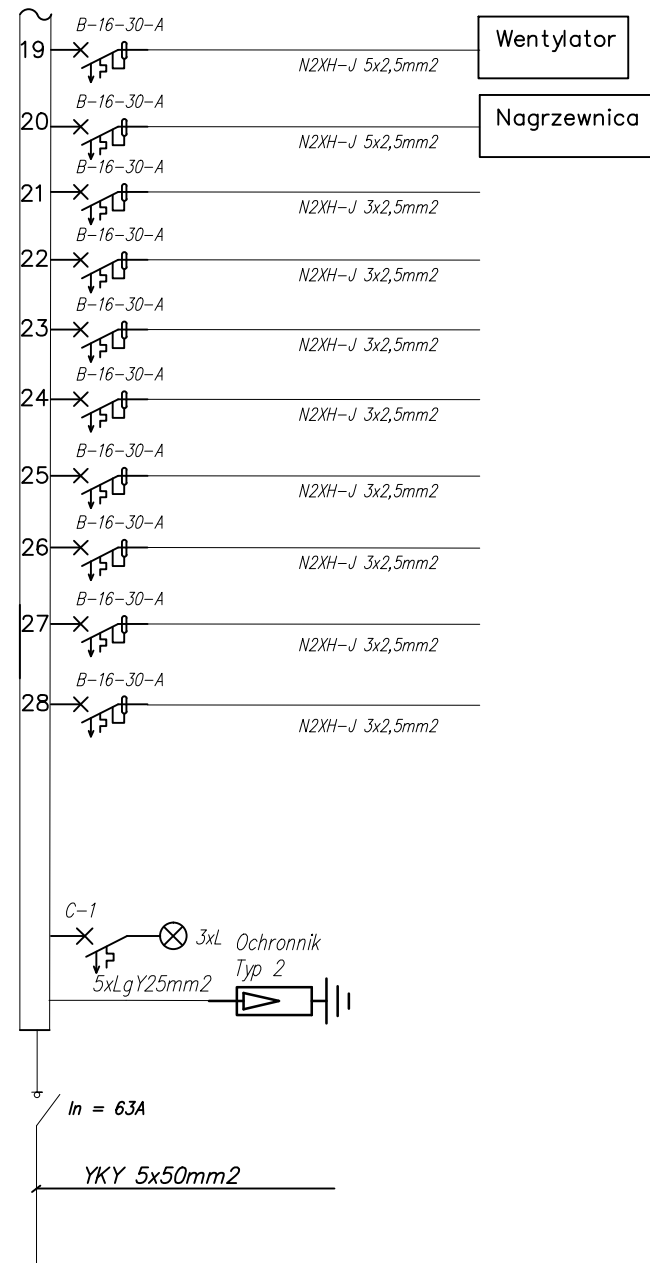 B-16-30-A
19
N2XH-J 5x2,5mm2
Wentylator
B-16-30-A
20
N2XH-J 5x2,5mm2
Nagrzewnica
B-16-30-A
21
N2XH-J 3x2,5mm2
B-16-30-A
22
N2XH-J 3x2,5mm2
B-16-30-A
23
N2XH-J 3x2,5mm2
B-16-30-A
24
N2XH-J 3x2,5mm2
B-16-30-A
25
N2XH-J 3x2,5mm2
B-16-30-A
26
N2XH-J 3x2,5mm2
B-16-30-A
27
N2XH-J 3x2,5mm2
B-16-30-A
28
N2XH-J 3x2,5mm2
C-1
3xL
Ochronnik
Typ 2
5xLgY25mm2
In = 63A
YKY 5x50mm2